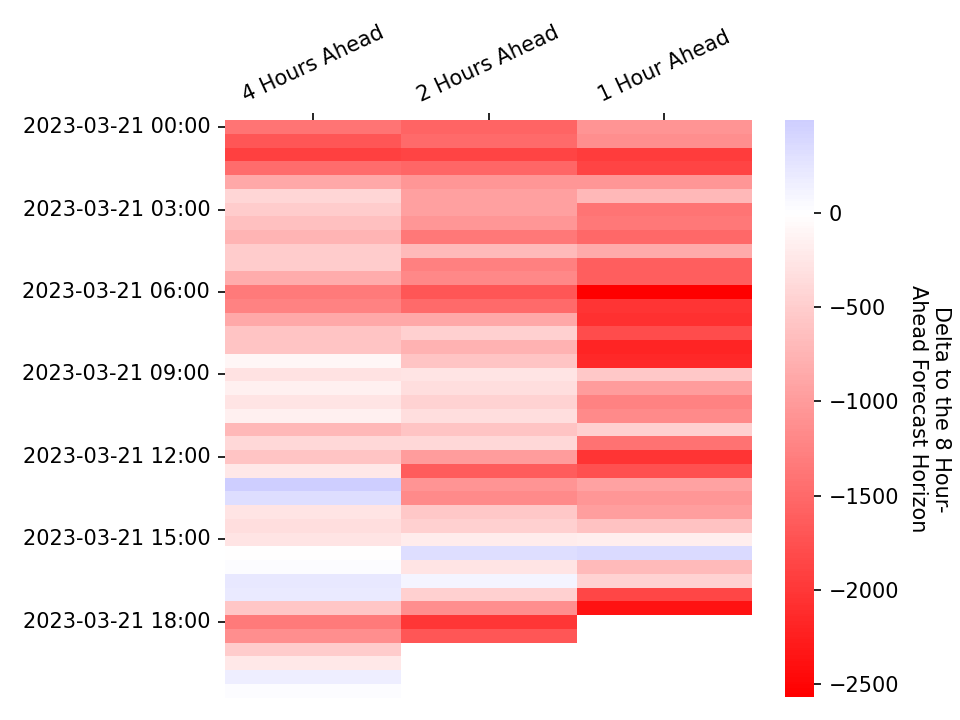 4 Hours Ahead
2 Hours Ahead
1 Hour Ahead
2023-03-21 00:00
2023-03-21 03:00
2023-03-21 06:00
2023-03-21 09:00
2023-03-21 12:00
2023-03-21 15:00
2023-03-21 18:00
0
−500
−1000
−1500
−2000
−2500
Delta to the 8 Hour-
Ahead Forecast Horizon